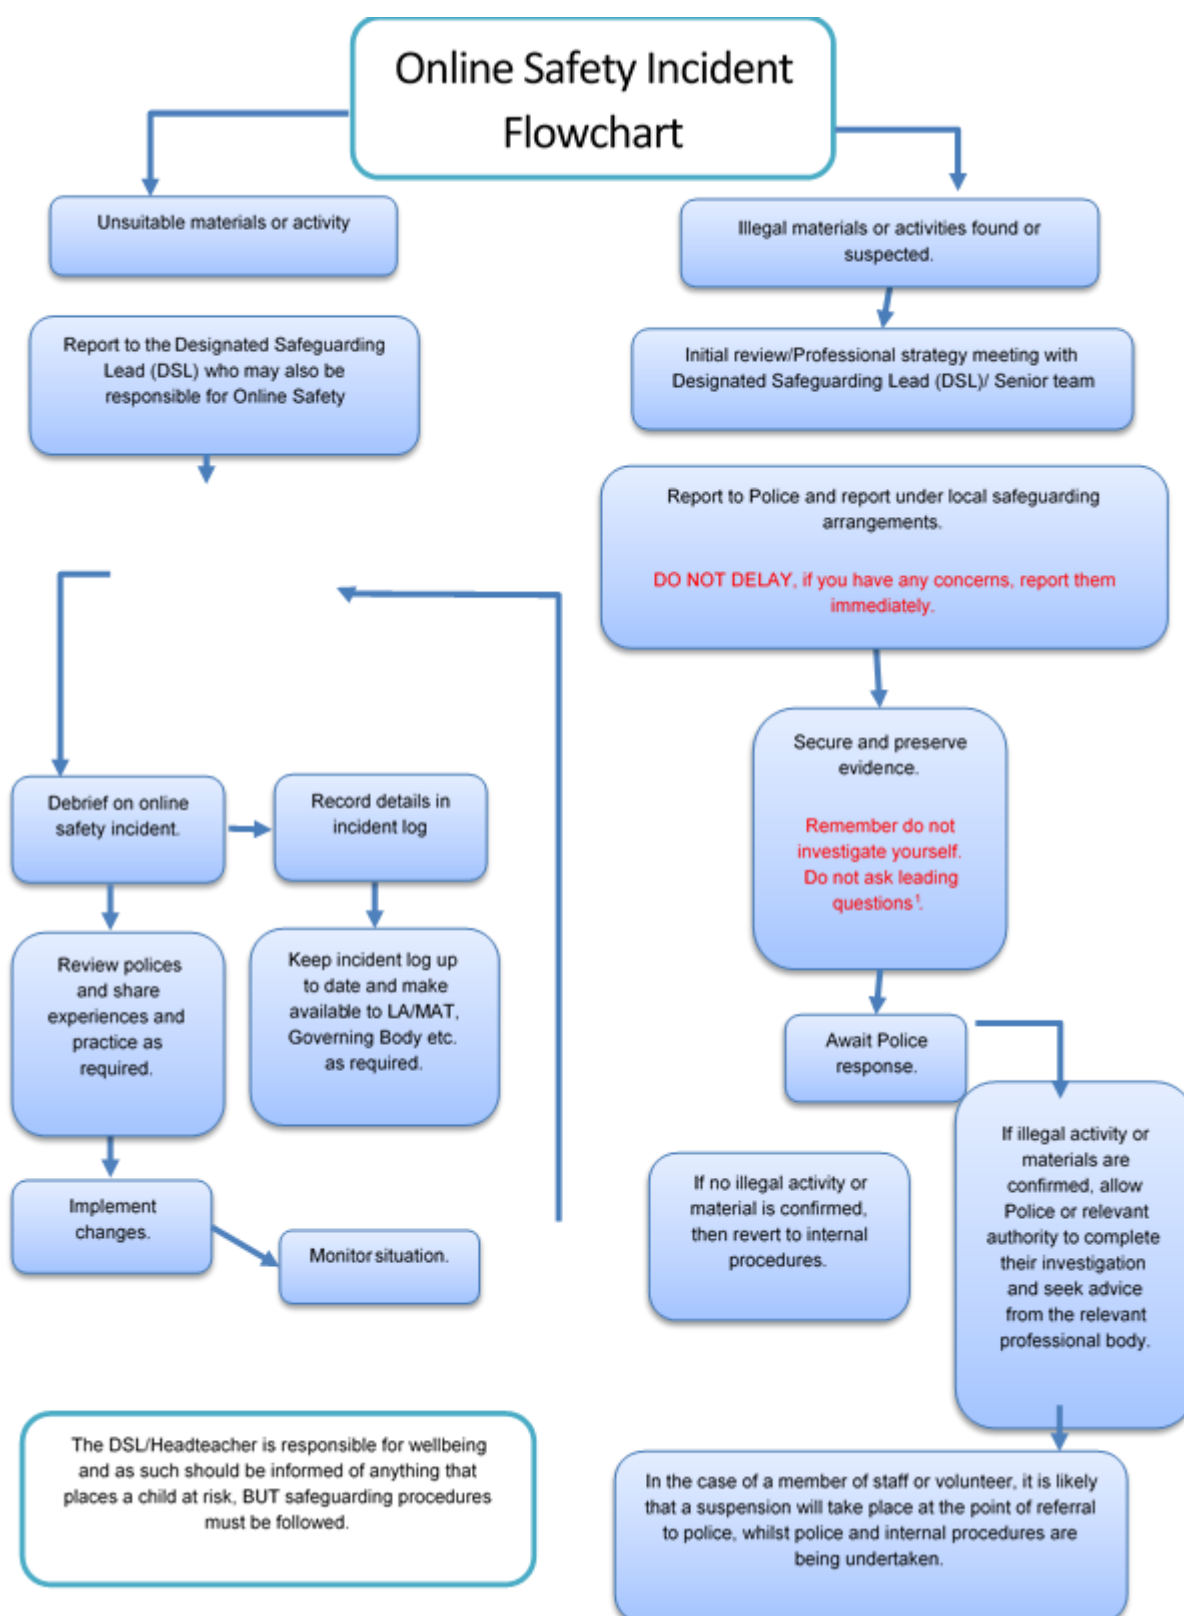 Online Safety Incident
Flowchart
Unsuitable materials or activity
Report to the Designated Safeguarding
Lead (DSL) who may also be
responsible for Online Safety
Debrief on online
safety incident.
Record details in
incident log
Review polices
and share
experiences and
practice as
required.
Keep incident log up
to date and make
available to LA/MAT,
Governing Body etc.
as required.
Implement
changes.
Monitor situation.
The DSL/Headteacher is responsible for wellbeing
and as such should be informed of anything that
places a child at risk, BUT safeguarding procedures
must be followed.
Illegal materials or activities found or
suspected.
Initial review/Professional strategy meeting with
Designated Safeguarding Lead (DSL)/ Senior team
Report to Police and report under local safeguarding
arrangements.
DO NOT DELAY, if you have any concerns, report them
immediately.
Secure and preserve
evidence.
Remember do not
investigate yourself.
Do not ask leading
questions¹.
Await Police
response.
If no illegal activity or
material is confirmed,
then revert to internal
procedures.
If illegal activity or
materials are
confirmed, allow
Police or relevant
authority to complete
their investigation
and seek advice
from the relevant
professional body.
In the case of a member of staff or volunteer, it is likely
that a suspension will take place at the point of referral
to police, whilst police and internal procedures are
being undertaken.